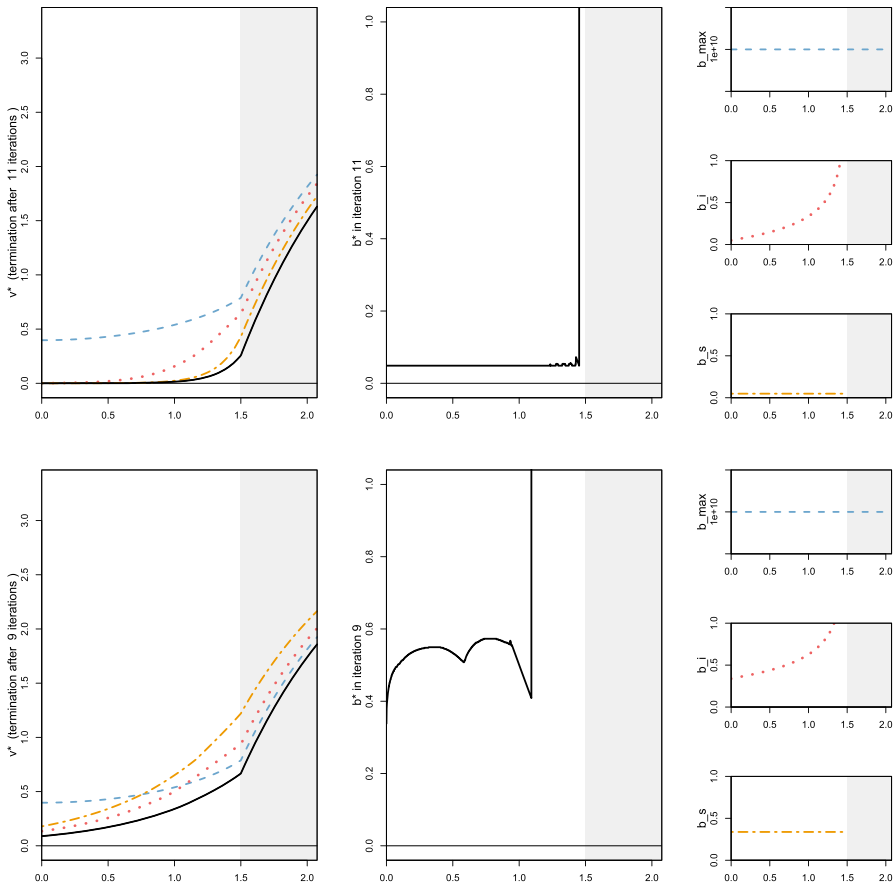 v* (termination after 11 iterations )
0.0 0.5 1.0 1.5 2.0 3.0
0.0 0.5 1.0 1.5 2.0
b* in iteration 11
0.0 0.2 0.4 0.6 0.8 1.0
0.0 0.5 1.0 1.5 2.0
b_max
1e+10
0.0 0.5 1.0 1.5 2.0
b_i
0.0 0.5 1.0
0.0 0.5 1.0 1.5 2.0
b_s
0.0 0.5 1.0
0.0 0.5 1.0 1.5 2.0
v* (termination after 9 iterations )
0.0 0.5 1.0 1.5 2.0 2.5 3.0
0.0 0.5 1.0 1.5 2.0
b* in iteration 9
0.0 0.2 0.4 0.6 0.8 1.0
0.0 0.5 1.0 1.5 2.0
b_max
1e+10
0.0 0.5 1.0 1.5 2.0
b_i
0.0 0.5 1.0
0.0 0.5 1.0 1.5 2.0
b_s
0.0 0.5 1.0
0.0 0.5 1.0 1.5 2.0